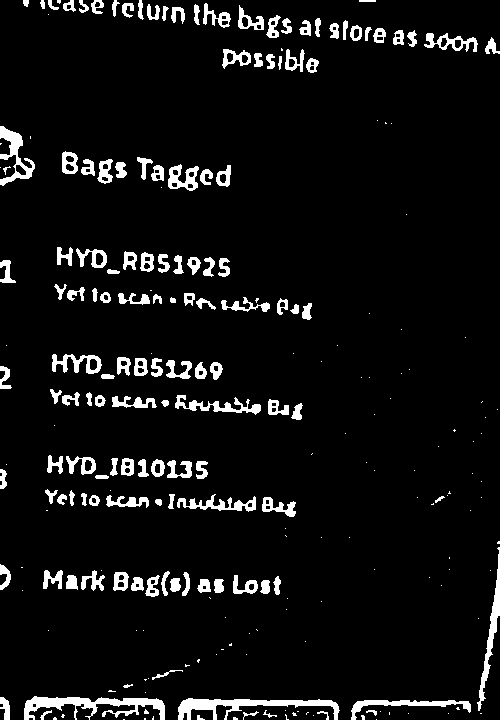 Please return the bags at store as soon
possible
Bags Tagged
1 HYD_RB51925
Yet to scan • Reusable Bag
2 HYD_RB51269
Yet to scan • Reusable Bag
3 HYD_IB10135
Yet to scan • Insulated Bag
Mark Bag(s) as Lost